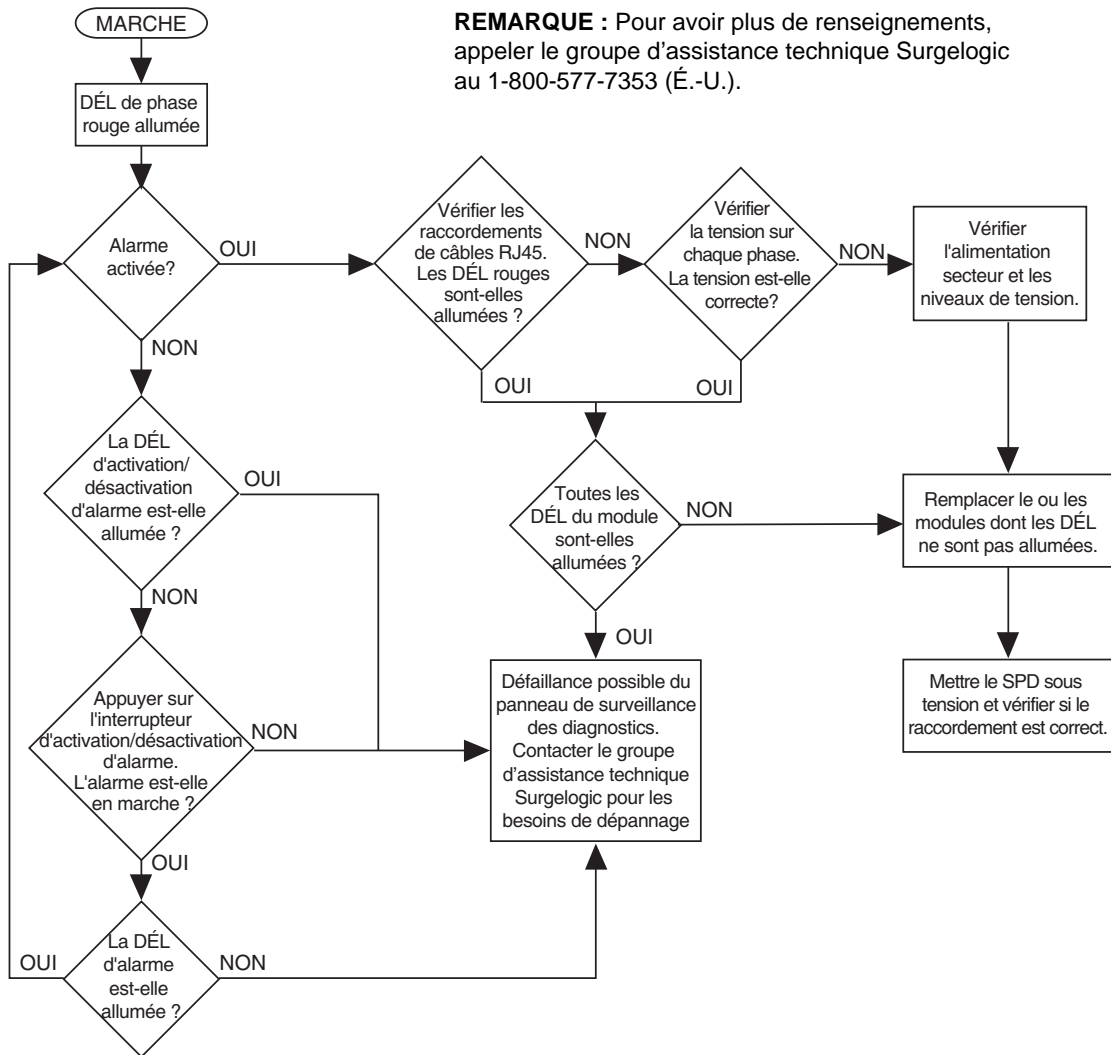 MARCHE
REMARQUE : Pour avoir plus de renseignements,
appeler le groupe d'assistance technique Surgelogic
au 1-800-577-7353 (É.-U.).
DÉL de phase
rouge allumée
Alarme
activée?
OUI
NON
Vérifier les
raccordements
de câbles RJ45.
Les DÉL rouges
sont-elles
allumées ?
NON
OUI
Vérifier
la tension sur
chaque phase.
La tension est-elle
correcte?
NON
OUI
Vérifier
l'alimentation
secteur et les
niveaux de tension.
La DÉL
d'activation/
désactivation
d'alarme est-elle
allumée ?
OUI
NON
Toutes les
DÉL du module
sont-elles
allumées ?
NON
OUI
Remplacer le ou les
modules dont les DÉL
ne sont pas allumées.
Appuyer sur
l'interrupteur
d'activation/désactivation
d'alarme.
L'alarme est-elle
en marche ?
NON
OUI
Défaillance possible du
panneau de surveillance
des diagnostics.
Contacter le groupe
d'assistance technique
Surgelogic pour les
besoins de dépannage
Mettre le SPD sous
tension et vérifier si le
raccordement est correct.
La DÉL
d'alarme
est-elle
allumée ?
OUI
NON